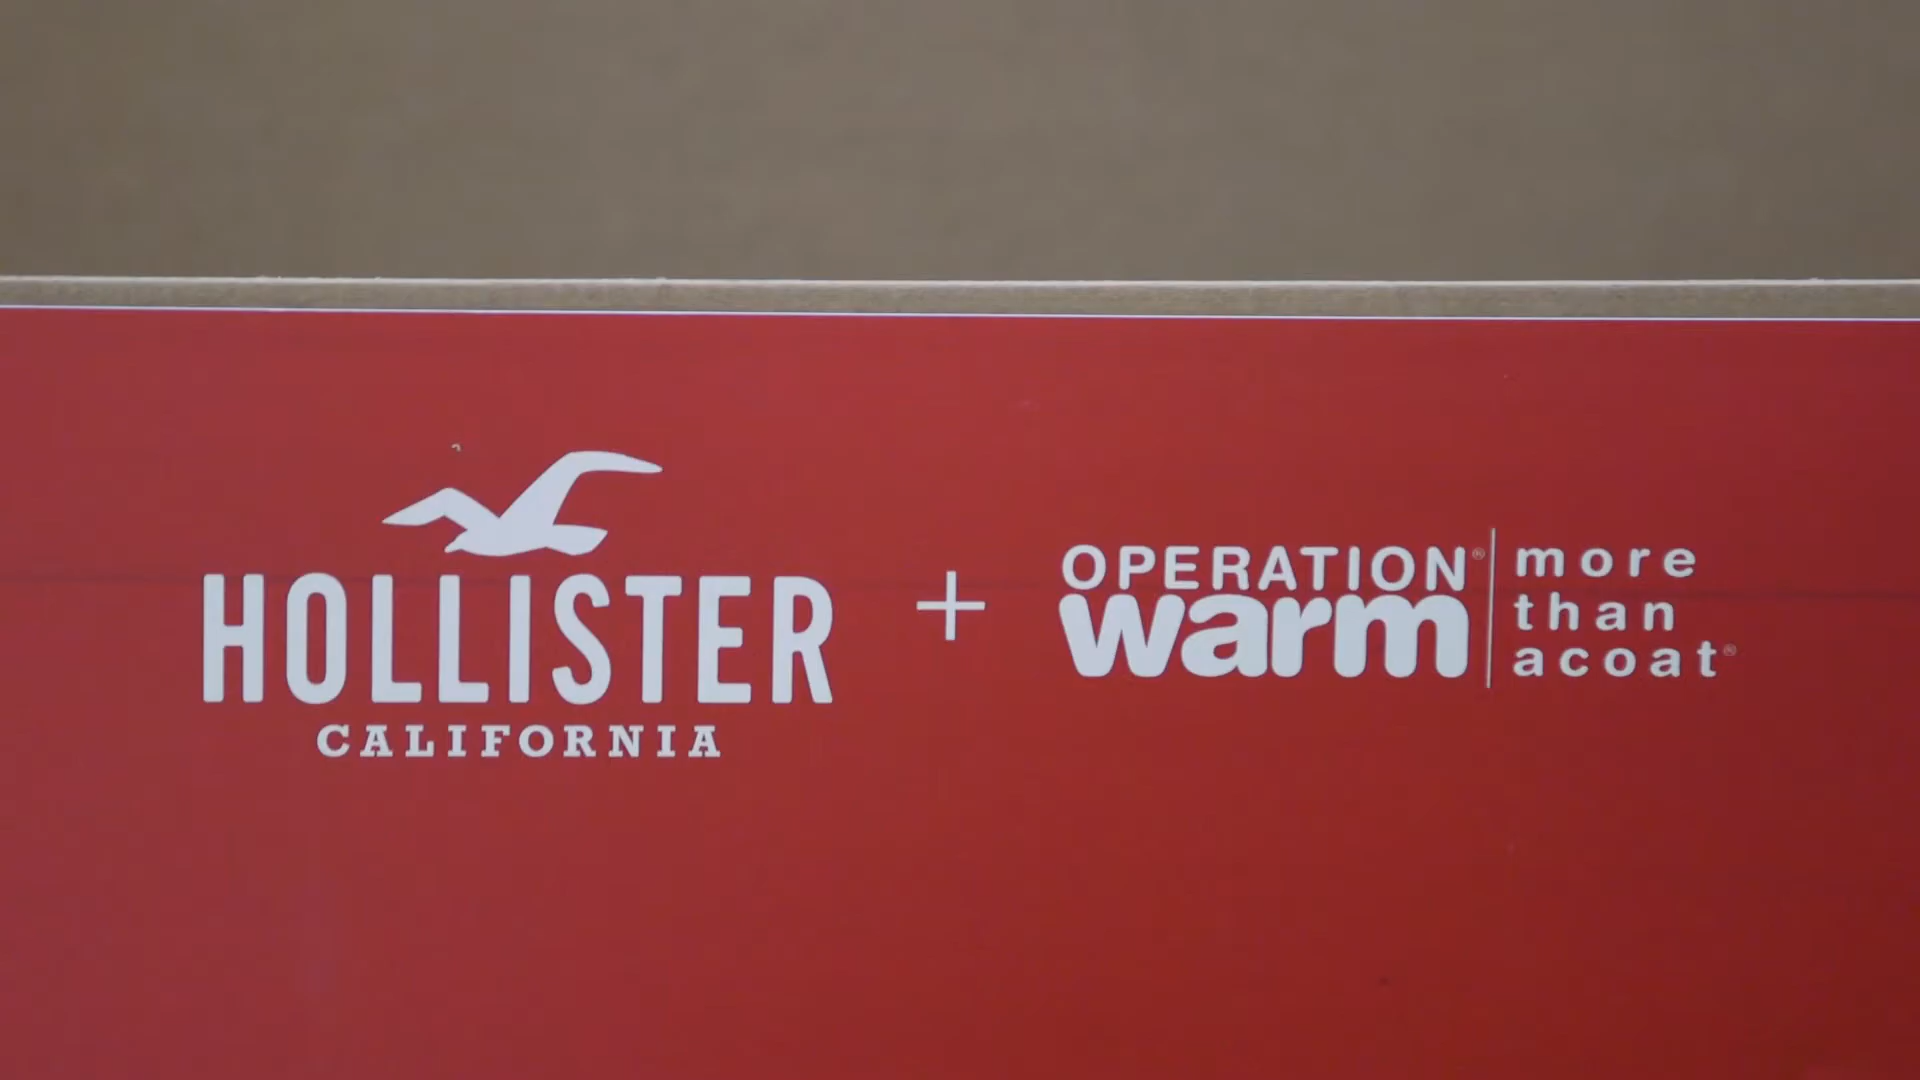 HOLLISTER
CALIFORNIA
+
OPERATION®
warm
more
than
acoat®